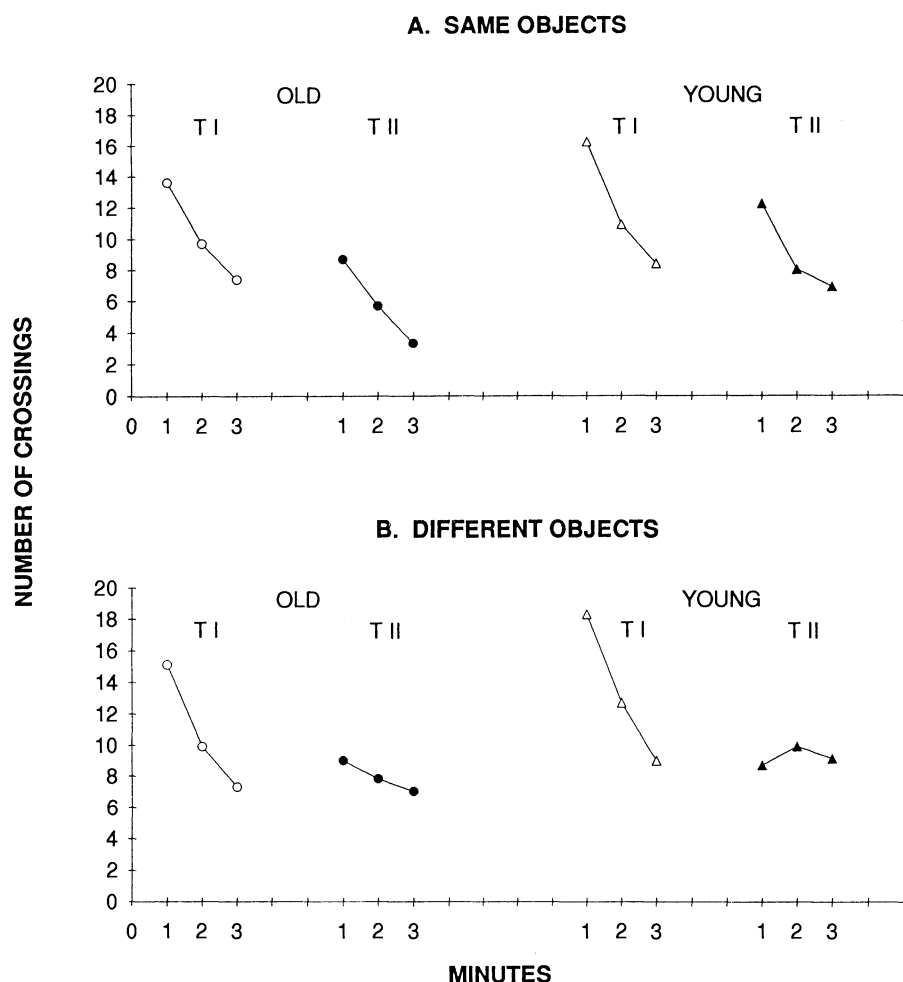 A. SAME OBJECTS
20
18
16
14
12
10
8
6
4
2
0
OLD YOUNG
T I T II T I T II
0 1 2 3 1 2 3 1 2 3 1 2 3
NUMBER OF CROSSINGS
B. DIFFERENT OBJECTS
20
18
16
14
12
10
8
6
4
2
0
OLD YOUNG
T I T II T I T II
0 1 2 3 1 2 3 1 2 3 1 2 3
MINUTES